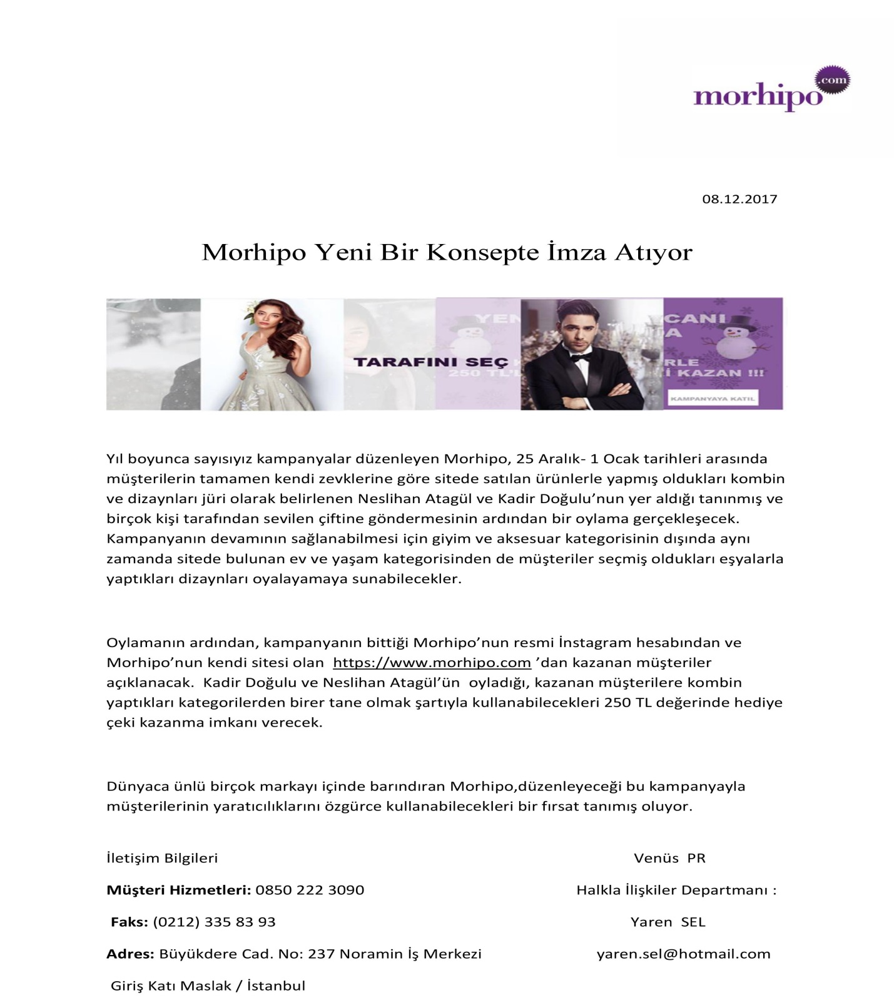 morhipo .com
08.12.2017
Morhipo Yeni Bir Konsepte İmza Atıyor
YEN
CANI
A
TARAFINI SEÇ
RLE
250 TL'L
İ KAZAN !!!
KAMPANYAYA KATIL
Yıl boyunca sayısıyız kampanyalar düzenleyen Morhipo, 25 Aralık- 1 Ocak tarihleri arasında
müşterilerin tamamen kendi zevklerine göre sitede satılan ürünlerle yapmış oldukları kombin
ve dizaynları jüri olarak belirlenen Neslihan Atagül ve Kadir Doğulu’nun yer aldığı tanınmış ve
birçok kişi tarafından sevilen çiftine göndermesinin ardından bir oylama gerçekleşecek.
Kampanyanın devamının sağlanabilmesi için giyim ve aksesuar kategorisinin dışında aynı
zamanda sitede bulunan ev ve yaşam kategorisinden de müşteriler seçmiş oldukları eşyalarla
yaptıkları dizaynları oyalayamaya sunabilecekler.
Oylamanın ardından, kampanyanın bittiği Morhipo’nun resmi İnstagram hesabından ve
Morhipo’nun kendi sitesi olan https://www.morhipo.com ’dan kazanan müşteriler
açıklanacak. Kadir Doğulu ve Neslihan Atagül’ün oyladığı, kazanan müşterilere kombin
yaptıkları kategorilerden birer tane olmak şartıyla kullanabilecekleri 250 TL değerinde hediye
çeki kazanma imkanı verecek.
Dünyaca ünlü birçok markayı içinde barındıran Morhipo,düzenleyeceği bu kampanyayla
müşterilerinin yaratıcılıklarını özgürce kullanabilecekleri bir fırsat tanımış oluyor.
İletişim Bilgileri Venüs PR
Müşteri Hizmetleri: 0850 222 3090 Halkla İlişkiler Departmanı :
Faks: (0212) 335 83 93 Yaren SEL
Adres: Büyükdere Cad. No: 237 Noramin İş Merkezi yaren.sel@hotmail.com
Giriş Katı Maslak / İstanbul